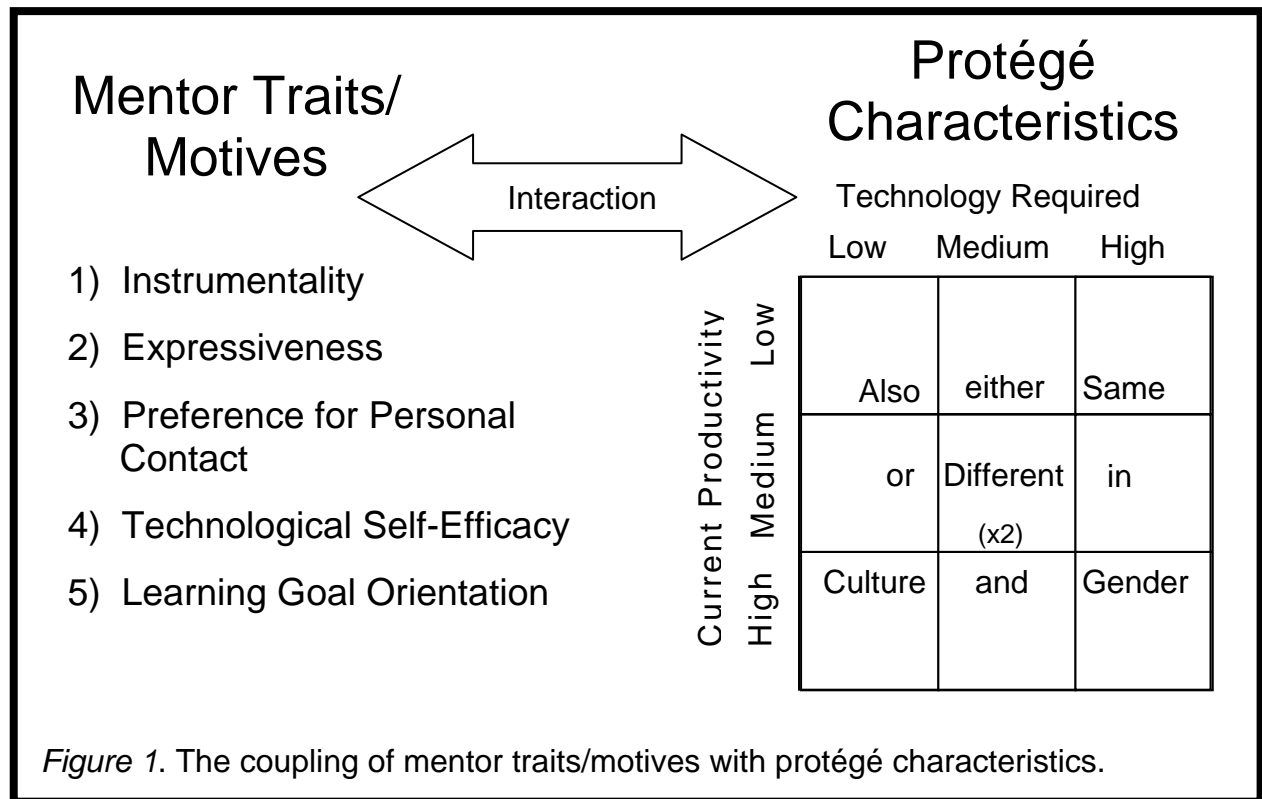 Mentor Traits/
Motives
1) Instrumentality
2) Expressiveness
3) Preference for Personal
Contact
4) Technological Self-Efficacy
5) Learning Goal Orientation
Interaction
Protégé
Characteristics
Technology Required
Low Medium High
Current Productivity
High Medium Low
Also either Same
or Different in
(x2)
Culture and Gender
Figure 1. The coupling of mentor traits/motives with protégé characteristics.